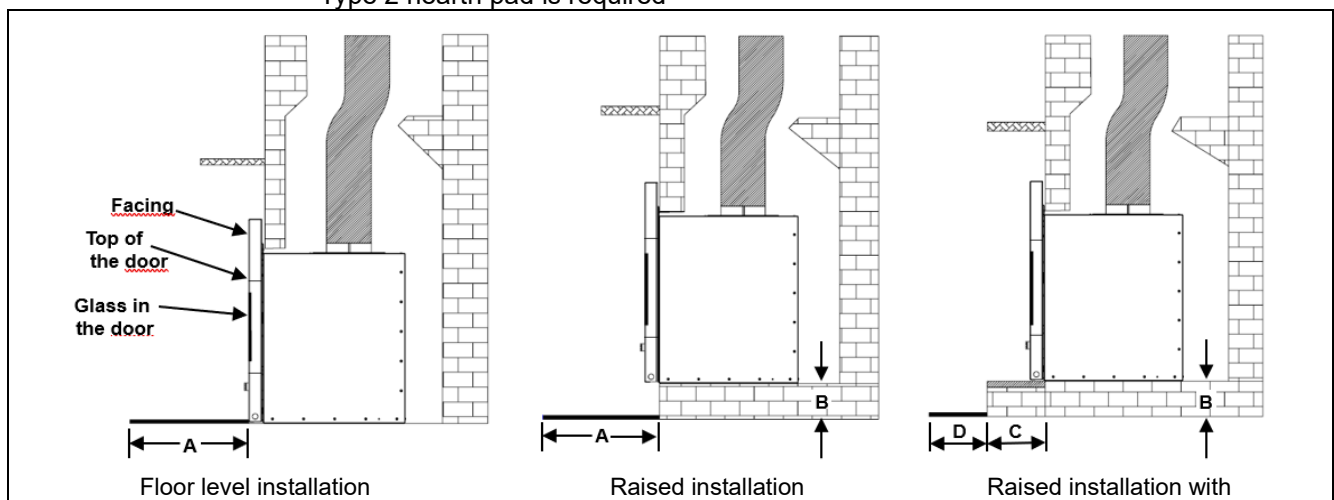 Type 2 hearth pad is required
Facing
Top of
the door
Glass in
the door
A
A
B
B
D
C
Floor level installation
Raised installation
Raised installation with